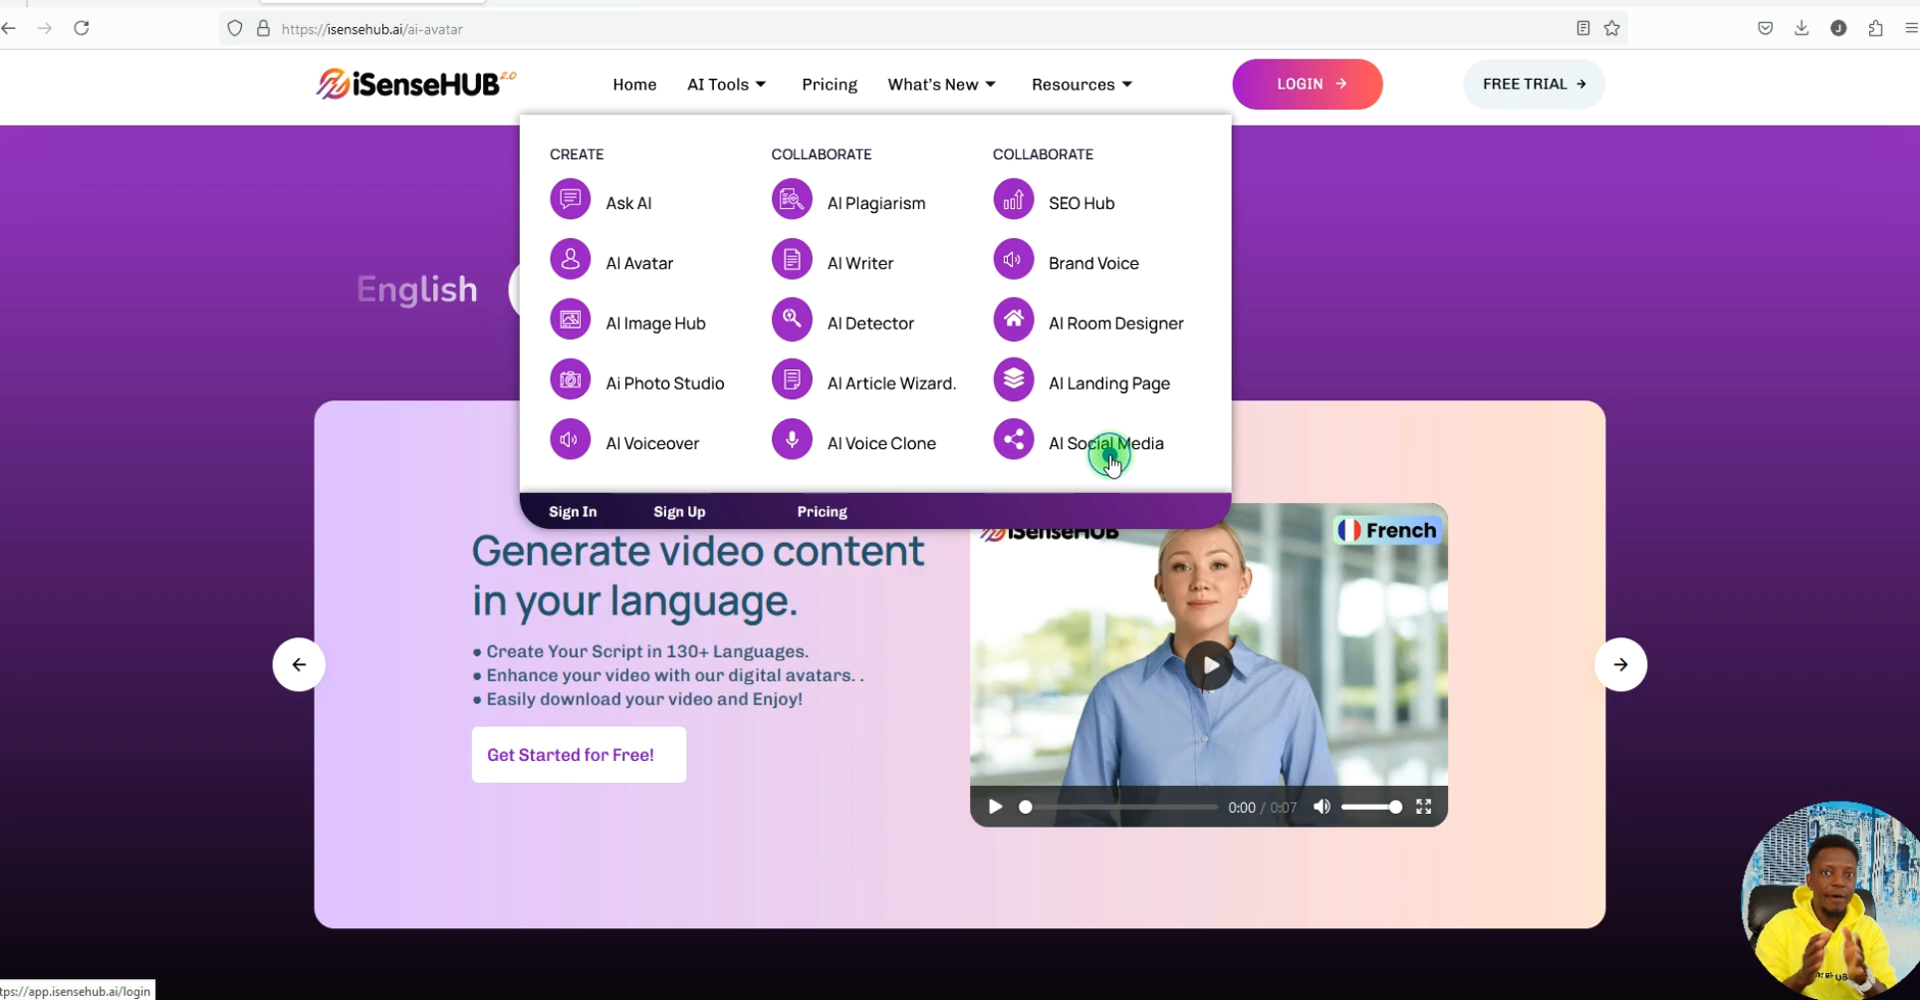 https://isensehub.ai/ai-avatar
iSenseHUB 2.0
Home
AI Tools
Pricing
What's New
Resources
LOGIN
FREE TRIAL
CREATE
Ask AI
AI Avatar
AI Image Hub
Ai Photo Studio
AI Voiceover
COLLABORATE
AI Plagiarism
AI Writer
AI Detector
AI Article Wizard.
AI Voice Clone
COLLABORATE
SEO Hub
Brand Voice
AI Room Designer
AI Landing Page
AI Social Media
Sign In
Sign Up
Pricing
English
Generate video content
in your language.
● Create Your Script in 130+ Languages.
● Enhance your video with our digital avatars. .
● Easily download your video and Enjoy!
Get Started for Free!
iSenseHUB
French
0:00 / 0:07
tps://app.isensehub.ai/login